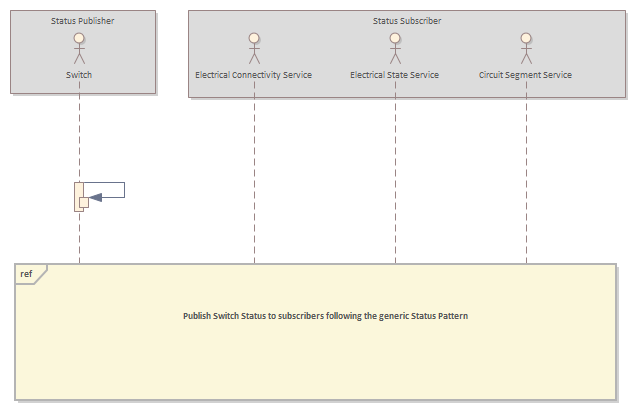 Status Publisher
Status Subscriber
Switch
Electrical Connectivity Service
Electrical State Service
Circuit Segment Service
ref
Publish Switch Status to subscribers following the generic Status Pattern